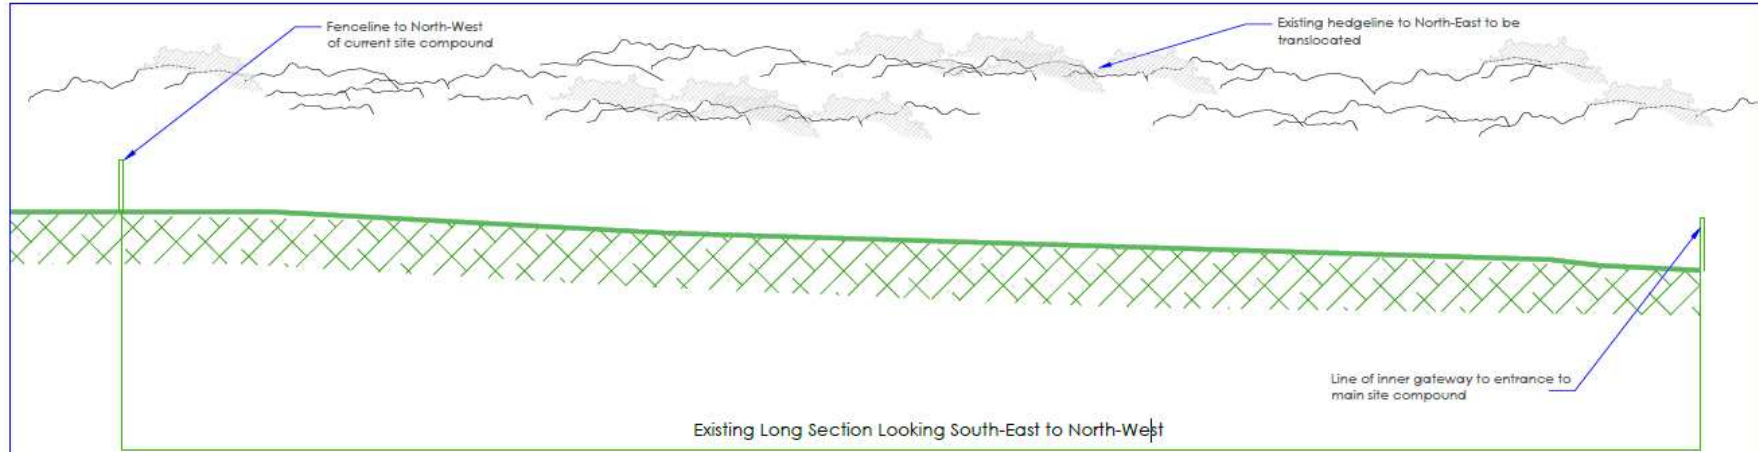 Fenceline to North-West
of current site compound
Existing hedgeline to North-East to be
translocated
Line of inner gateway to entrance to
main site compound
Existing Long Section Looking South-East to North-West